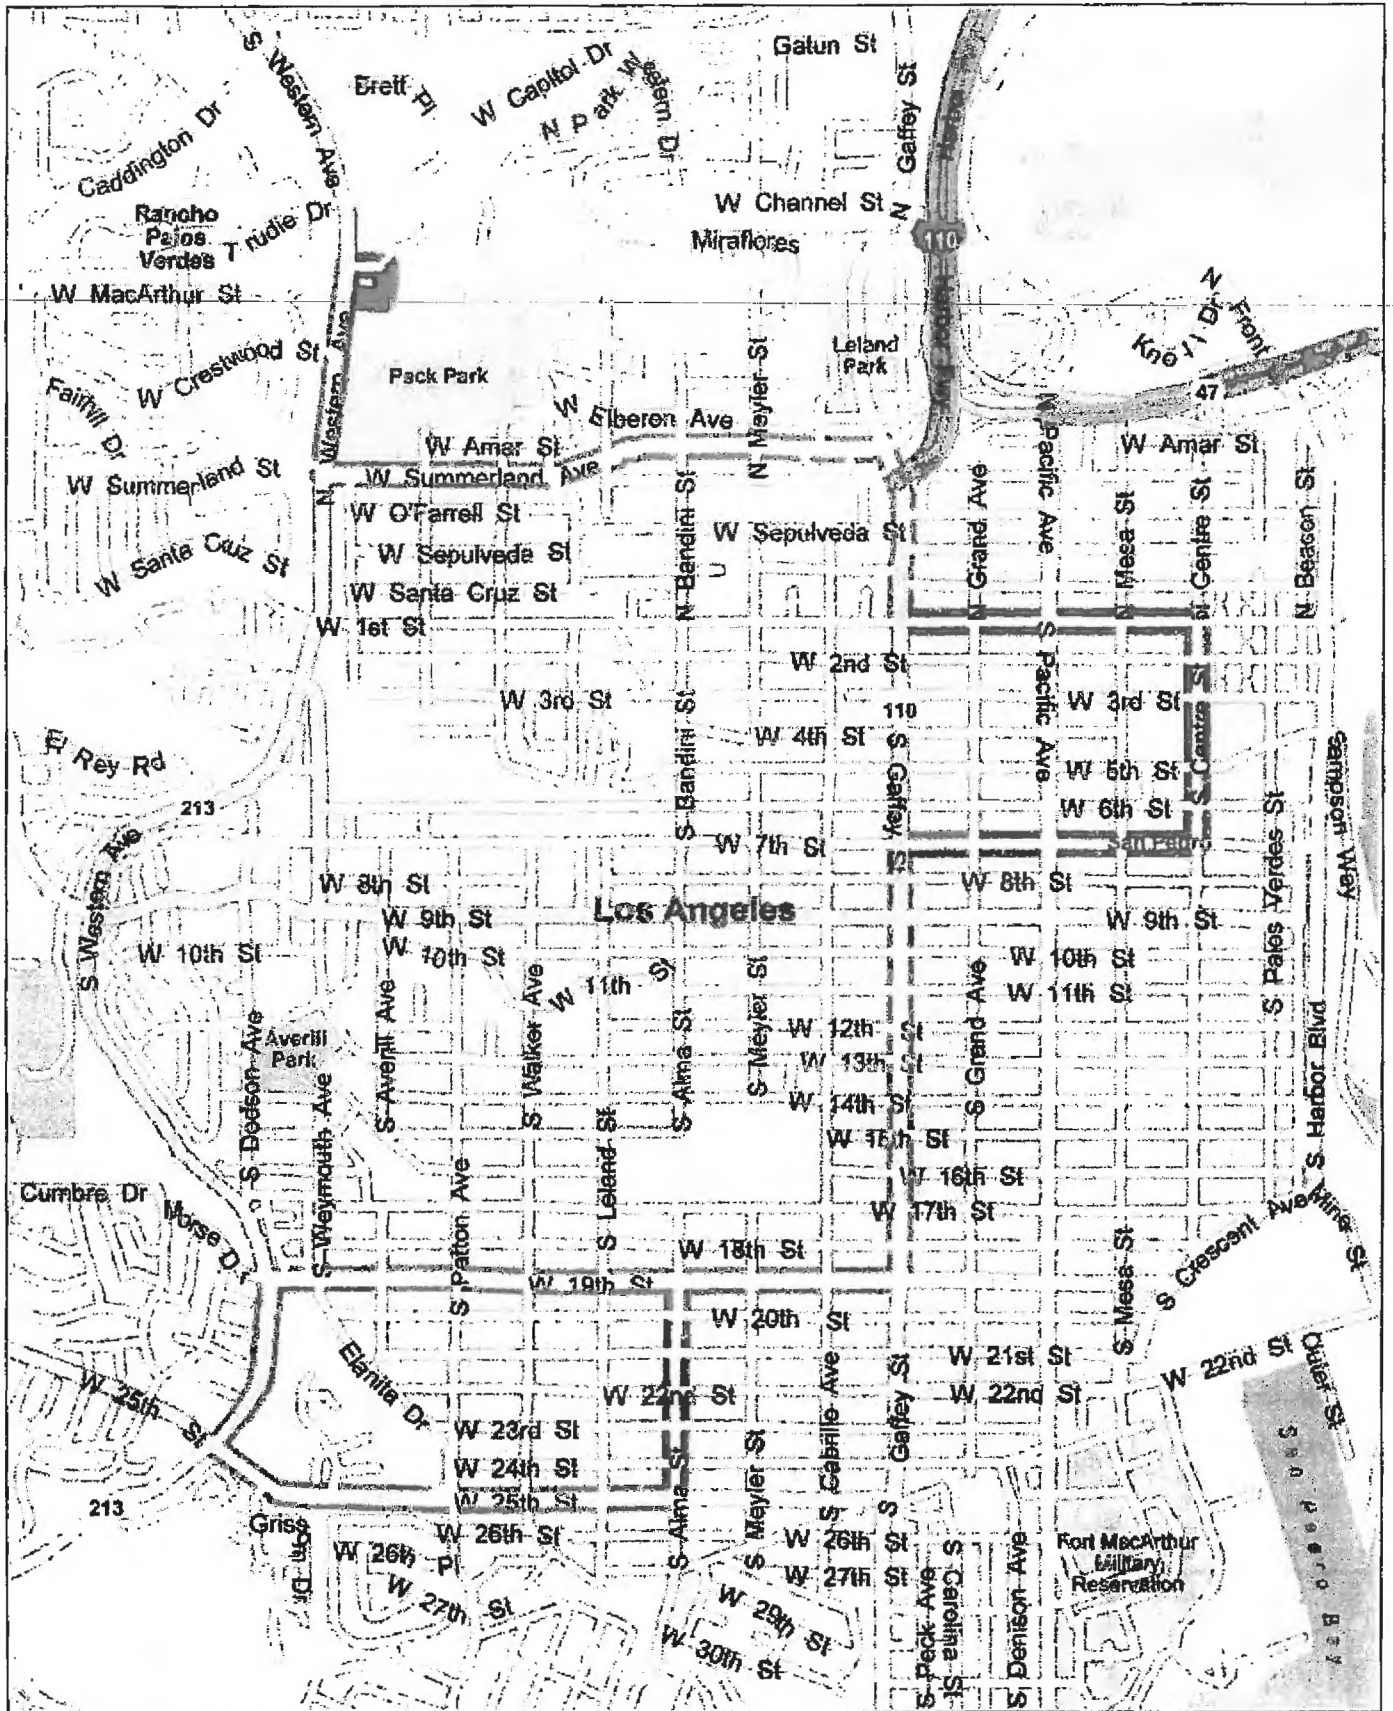 S Western Ave
Brett Pl
W Capitol Dr
N Park Western Dr
Gatun St
N Gaffey St
Caddington Dr
Rancho
Palos
Verdes
Trudie Dr
W Channel St
Miraflores
110
W MacArthur St
N Western Ave
W Crestwood St
Fairhill Dr
Peck Park
Leland
Park
Knoll Dr
N Front
47
W Elberon Ave
N Meyler St
W Amar St
W Amar St
W Summerland St
W Summerland Ave
N Pacific Ave
N Grand Ave
N Mesa St
N Centre St
N Beacon St
W O'Farrell St
N Bandini St
W Sepulveda St
W Sepulveda St
W Santa Cruz St
W Santa Cruz St
W 1st St
W 2nd St
S Pacific Ave
W 3rd St
W 3rd St
S Bandini St
110
W 4th St
S Gaffey S
S Centre St
W 5th St
W 6th St
San Pedro
El Rey Rd
213
Sampson Way
S Western Ave
W 7th St
W 8th St
W 8th St
Los Angeles
W 9th St
W 9th St
S Palos Verdes St
W 10th St
W 10th St
W 10th St
W 11th St
W 11th St
S Dodson Ave
Averill
Park
S Weymouth Ave
S Averill Ave
S Walker Ave
S Alma St
S Meyler St
W 12th St
W 13th St
W 14th St
W 15th St
W 16th St
W 17th St
S Grand Ave
S Harbor Blvd
Cumbre Dr
Morse Dr
S Patton Ave
S Leland St
W 18th St
W 19th St
S Mesa St
S Crescent Ave
Miner St
W 20th St
W 21st St
W 22nd St
W 22nd St
W 22nd St
Outer St
Elanita Dr
W 25th St
W 23rd St
W 24th St
W 25th St
S Alma St
S Meyler St
S Cabrillo Ave
S Gaffey St
213
W 26th St
W 26th Pl
W 27th St
W 26th St
W 27th St
W 29th St
W 30th St
S Peck Ave
S Carolina St
S Denison Ave
Fort MacArthur
Military
Reservation
San Pedro Bay